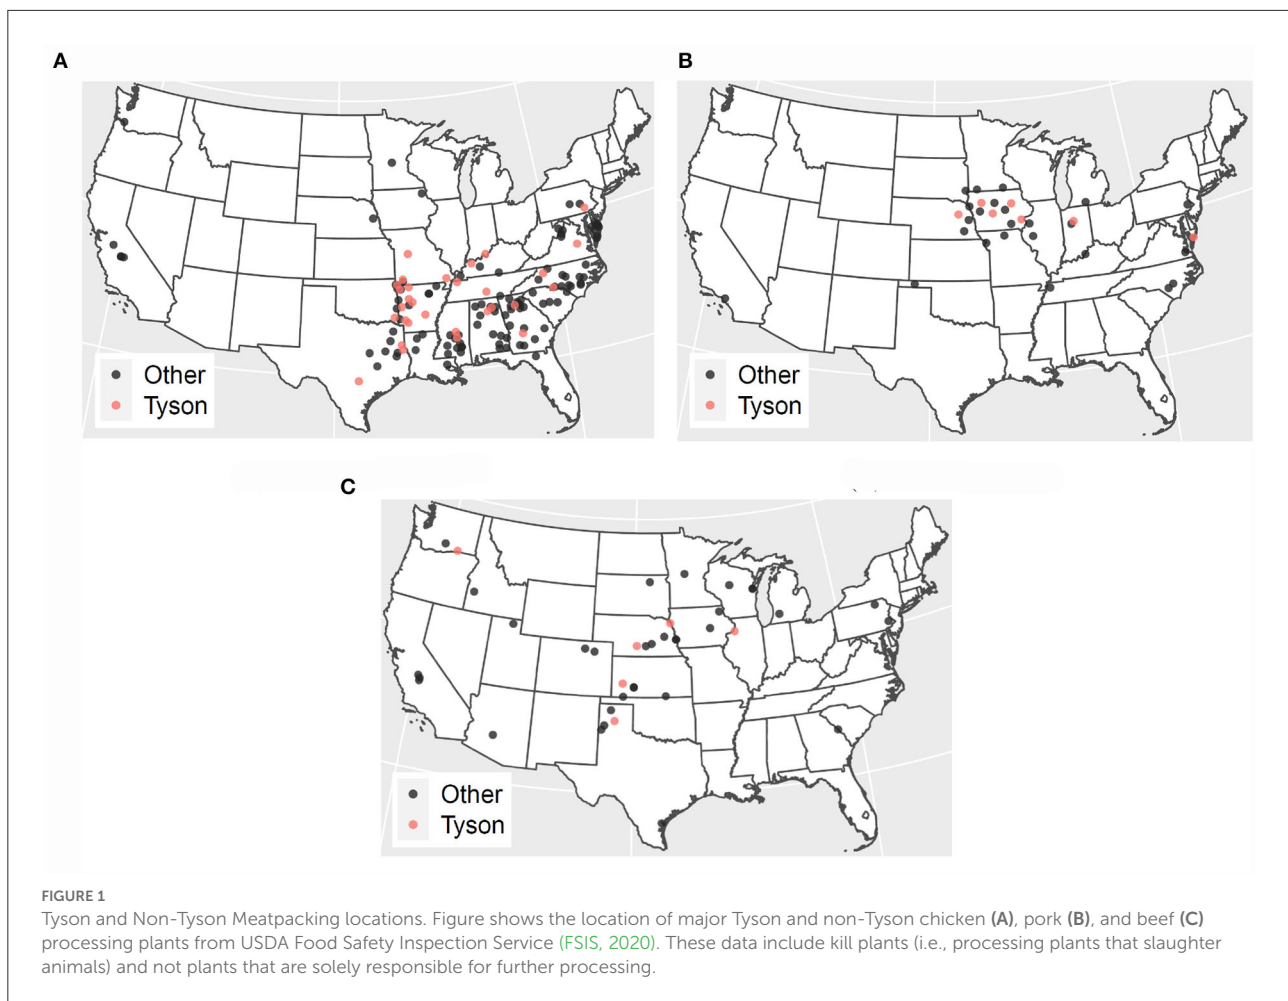 A
B
Other
Tyson
Other
Tyson
C
Other
Tyson
FIGURE 1
Tyson and Non-Tyson Meatpacking locations. Figure shows the location of major Tyson and non-Tyson chicken (A), pork (B), and beef (C)
processing plants from USDA Food Safety Inspection Service (FSIS, 2020). These data include kill plants (i.e., processing plants that slaughter
animals) and not plants that are solely responsible for further processing.